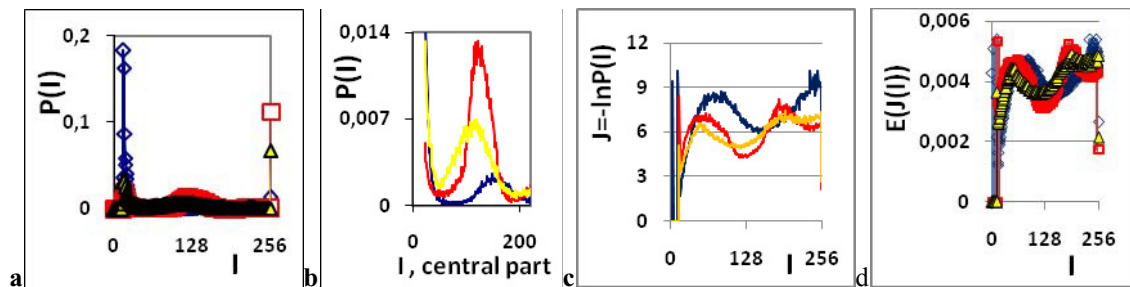 a
P(I)
0,2
0,1
0
0
128
256
I
b
P(I)
0,014
0,007
0
0
200
I , central part
c
J=-lnP(I)
12
9
6
3
0
0
128
I
256
d
E(J(I))
0,006
0,004
0,002
0
0
128
256
I